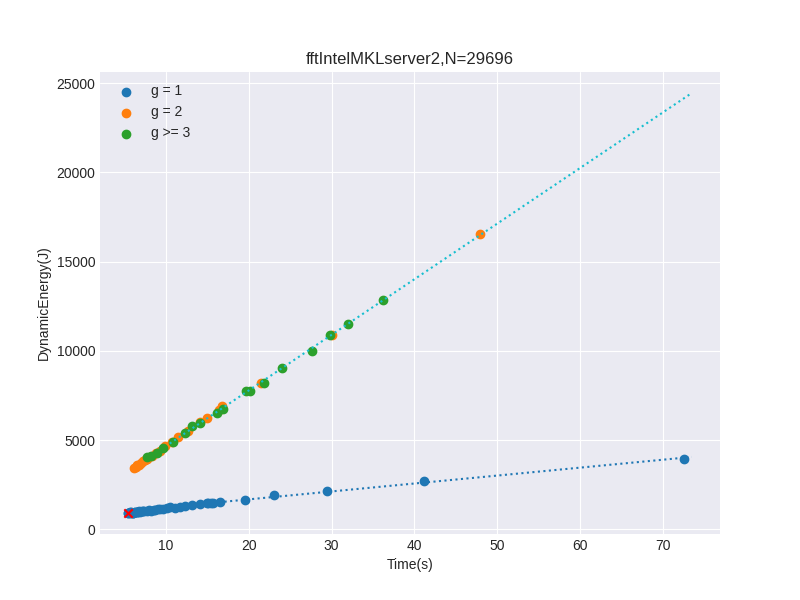 fftIntelMKLserver2,N=29696
g = 1
g = 2
g >= 3
DynamicEnergy(J)
25000
20000
15000
10000
5000
0
10 20 30 40 50 60 70
Time(s)